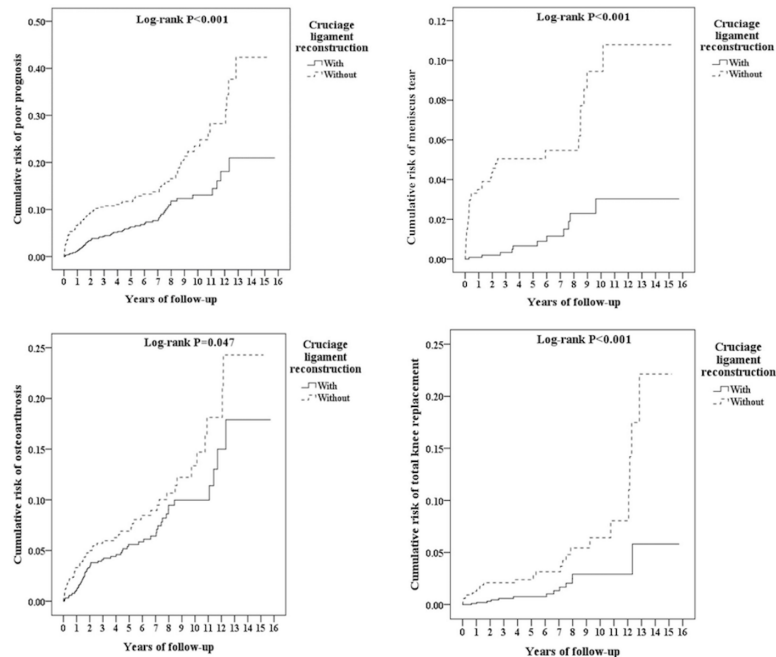 Log-rank P<0.001
Cruciage
ligament
reconstruction
With
Without
Cumulative risk of poor prognosis
0.50
0.40
0.30
0.20
0.10
0.00
0 1 2 3 4 5 6 7 8 9 10 11 12 13 14 15 16
Years of follow-up
Log-rank P<0.001
Cruciage
ligament
reconstruction
With
Without
Cumulative risk of meniscus tear
0.12
0.10
0.08
0.06
0.04
0.02
0.00
0 1 2 3 4 5 6 7 8 9 10 11 12 13 14 15 16
Years of follow-up
Log-rank P=0.047
Cruciage
ligament
reconstruction
With
Without
Cumulative risk of osteoarthrosis
0.25
0.20
0.15
0.10
0.05
0.00
0 1 2 3 4 5 6 7 8 9 10 11 12 13 14 15 16
Years of follow-up
Log-rank P<0.001
Cruciage
ligament
reconstruction
With
Without
Cumulative risk of total knee replacement
0.25
0.20
0.15
0.10
0.05
0.00
0 1 2 3 4 5 6 7 8 9 10 11 12 13 14 15 16
Years of follow-up